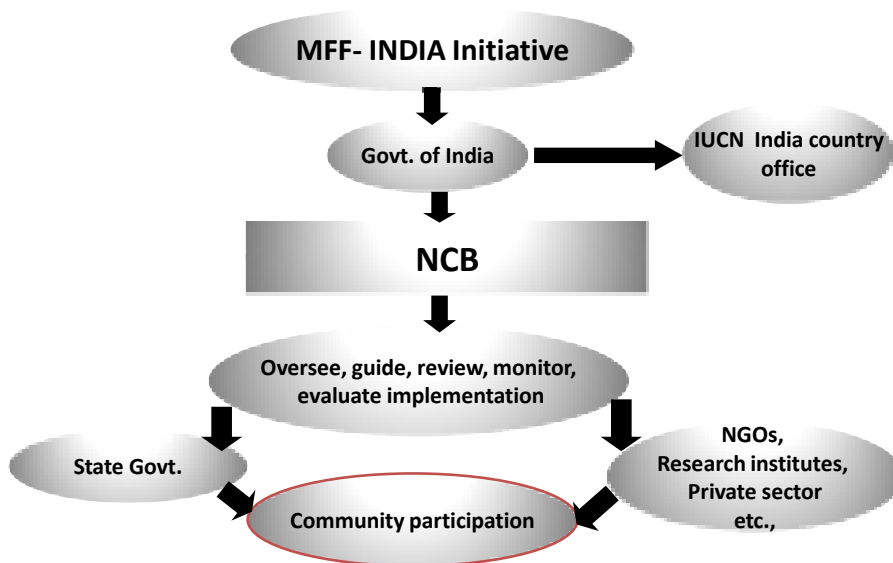 MFF- INDIA Initiative
Govt. of India
IUCN India country
office
NCB
Oversee, guide, review, monitor,
evaluate implementation
State Govt.
NGOs,
Research institutes,
Private sector
etc.,
Community participation